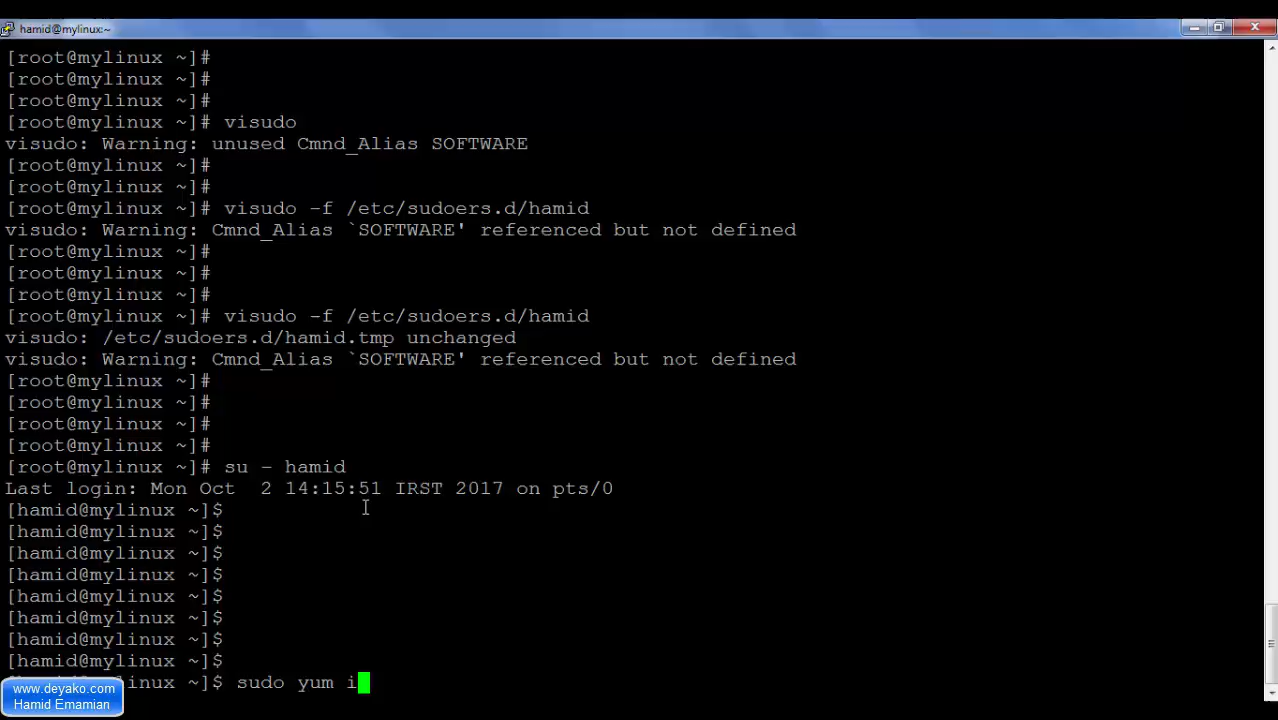 hamid@mylinux:~
[root@mylinux ~]#
[root@mylinux ~]#
[root@mylinux ~]#
[root@mylinux ~]# visudo
visudo: Warning: unused Cmnd_Alias SOFTWARE
[root@mylinux ~]#
[root@mylinux ~]#
[root@mylinux ~]# visudo -f /etc/sudoers.d/hamid
visudo: Warning: Cmnd_Alias `SOFTWARE' referenced but not defined
[root@mylinux ~]#
[root@mylinux ~]#
[root@mylinux ~]#
[root@mylinux ~]# visudo -f /etc/sudoers.d/hamid
visudo: /etc/sudoers.d/hamid.tmp unchanged
visudo: Warning: Cmnd_Alias `SOFTWARE' referenced but not defined
[root@mylinux ~]#
[root@mylinux ~]#
[root@mylinux ~]#
[root@mylinux ~]#
[root@mylinux ~]# su - hamid
Last login: Mon Oct  2 14:15:51 IRST 2017 on pts/0
[hamid@mylinux ~]$
[hamid@mylinux ~]$
[hamid@mylinux ~]$
[hamid@mylinux ~]$
[hamid@mylinux ~]$
[hamid@mylinux ~]$
[hamid@mylinux ~]$
[hamid@mylinux ~]$
linux ~]$ sudo yum i
www.deyako.com
Hamid Emamian